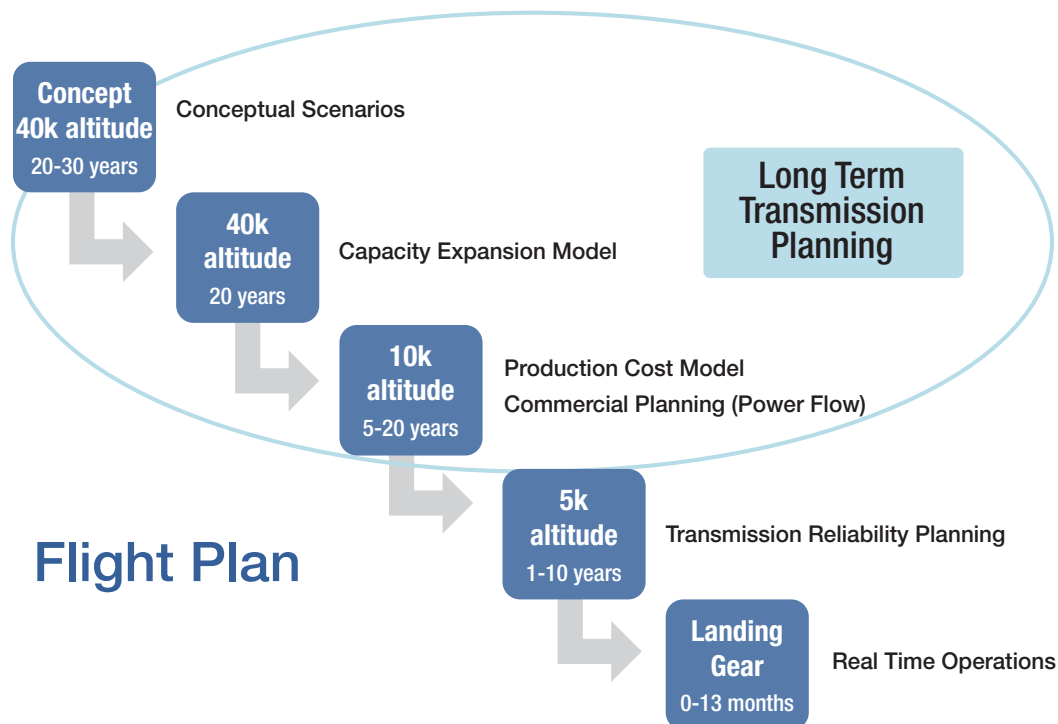 Concept
40k altitude
20-30 years
Conceptual Scenarios
Long Term
Transmission
Planning
40k
altitude
20 years
Capacity Expansion Model
10k
altitude
5-20 years
Production Cost Model
Commercial Planning (Power Flow)
5k
altitude
1-10 years
Transmission Reliability Planning
Flight Plan
Landing
Gear
0-13 months
Real Time Operations